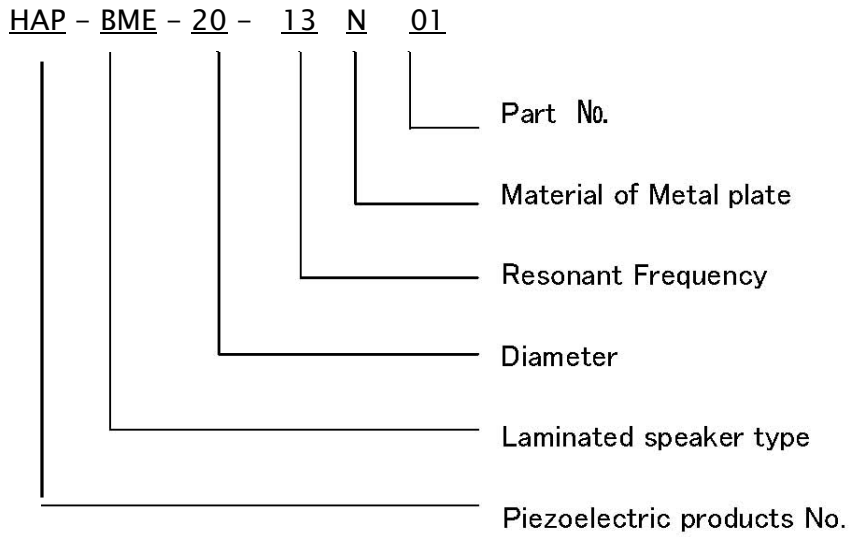 HAP - BME - 20 - 13 N 01
Part №.
Material of Metal plate
Resonant Frequency
Diameter
Laminated speaker type
Piezoelectric products No.